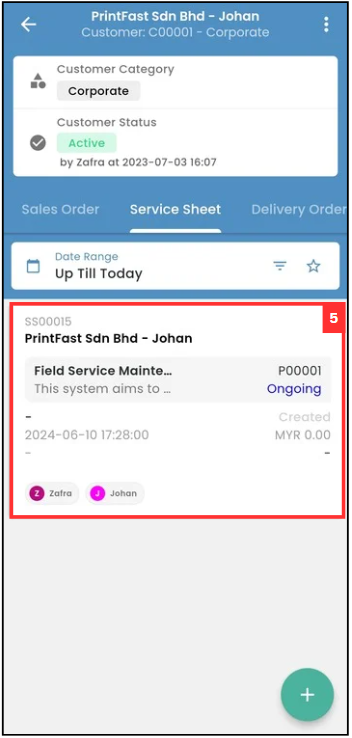 PrintFast Sdn Bhd - Johan
Customer: C00001 - Corporate
Customer Category
Corporate
Customer Status
Active
by Zafra at 2023-07-03 16:07
Sales Order Service Sheet Delivery Order
Date Range
Up Till Today
5
SS00015
PrintFast Sdn Bhd - Johan
Field Service Mainte... P00001
This system aims to ... Ongoing
- Created
2024-06-10 17:28:00 MYR 0.00
- -
Z Zafra J Johan
+